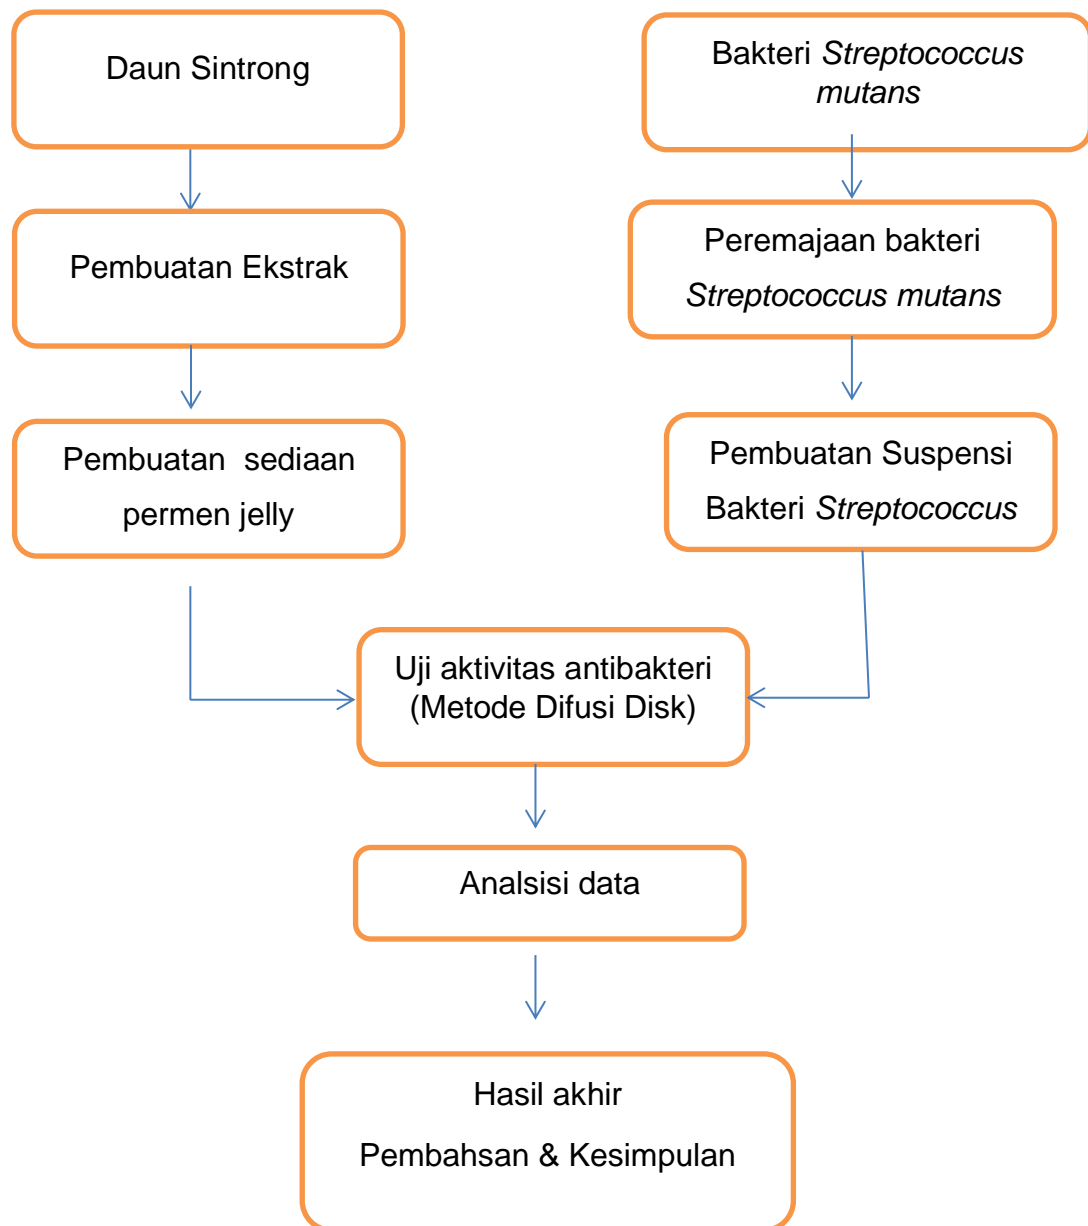 Daun Sintrong
Bakteri Streptococcus
mutans
Pembuatan Ekstrak
Peremajaan bakteri
Streptococcus mutans
Pembuatan sediaan
permen jelly
Pembuatan Suspensi
Bakteri Streptococcus
Uji aktivitas antibakteri
(Metode Difusi Disk)
Analsisi data
Hasil akhir
Pembahsan & Kesimpulan